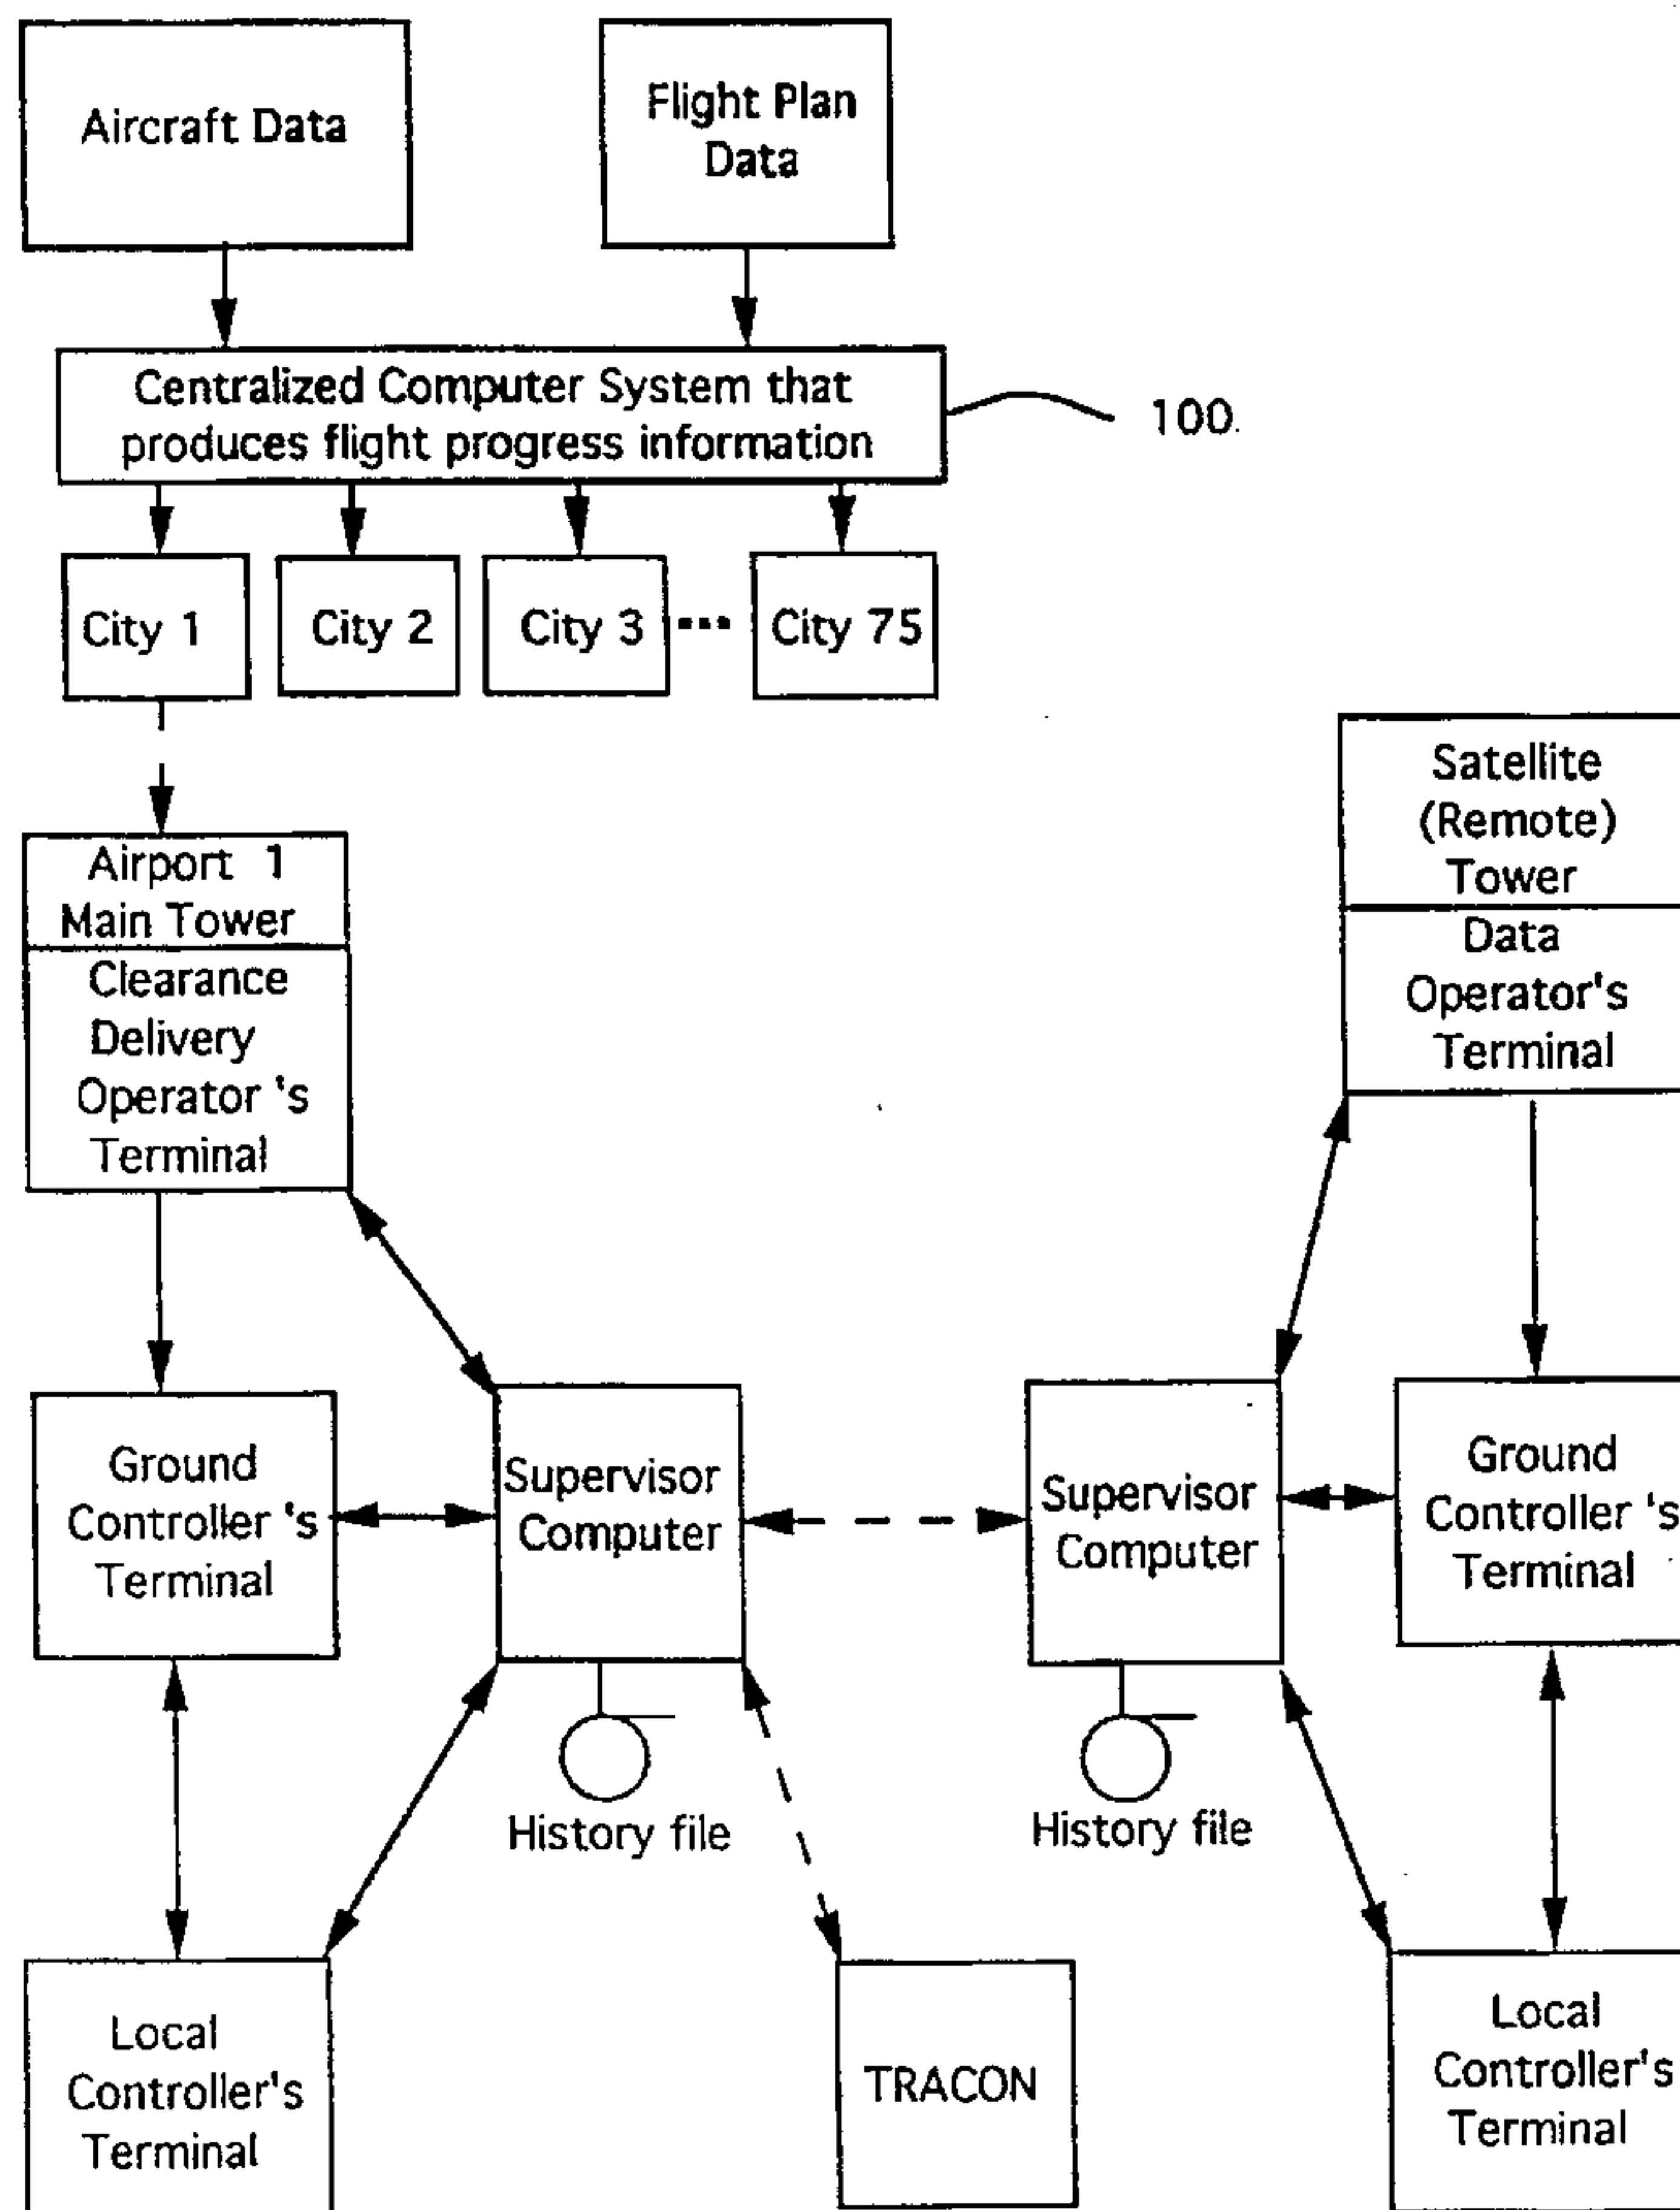 Aircraft Data
Flight Plan
Data
Centralized Computer System that
produces flight progress information
100.
City 1
City 2
City 3
...
City 75
Airport 1
Main Tower
Clearance
Delivery
Operator 's
Terminal
Satellite
(Remote)
Tower
Data
Operator's
Terminal
Ground
Controller 's
Terminal
Supervisor
Computer
Supervisor
Computer
Ground
Controller 's
Terminal
History file
History file
Local
Controller's
Terminal
TRACON
Local
Controller's
Terminal